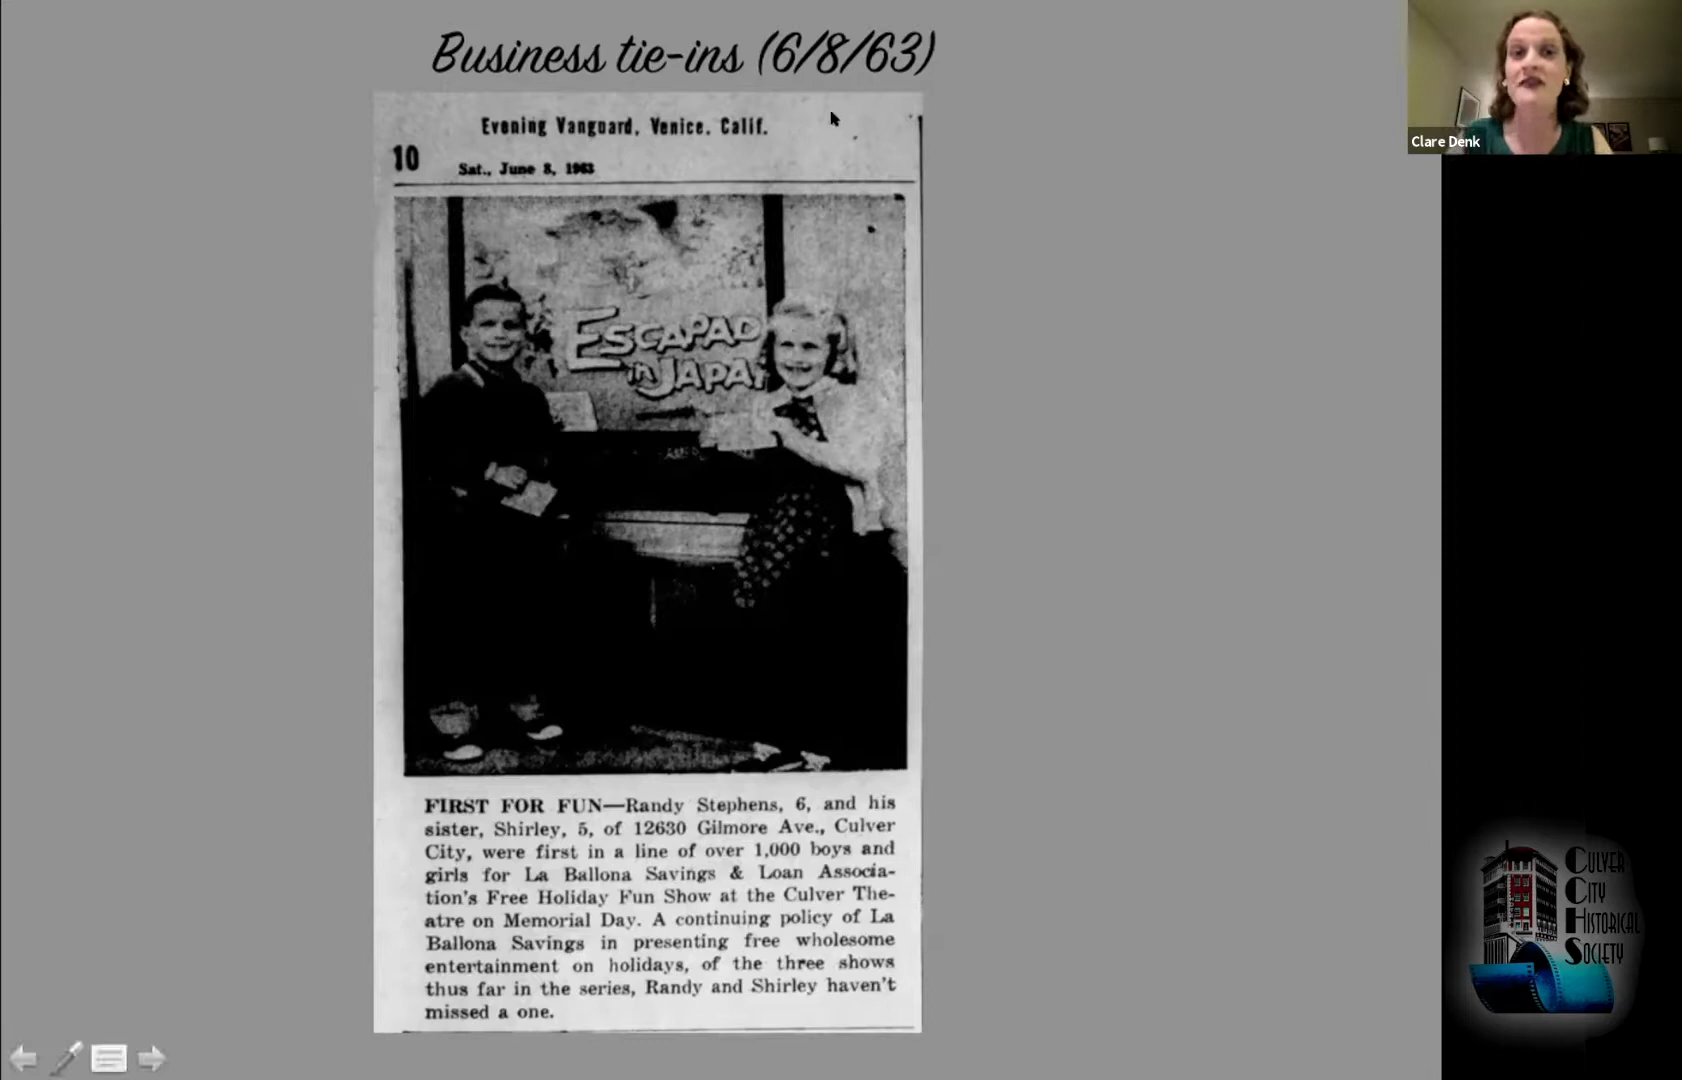 Business tie-ins (6/8/63)
Clare Denk
Evening Vanguard, Venice, Calif.
10
Sat., June 8, 1963
ESCAPAD
in JAPA
FIRST FOR FUN—Randy Stephens, 6, and his
sister, Shirley, 5, of 12630 Gilmore Ave., Culver
City, were first in a line of over 1,000 boys and
girls for La Ballona Savings & Loan Associa-
tion's Free Holiday Fun Show at the Culver The-
atre on Memorial Day. A continuing policy of La
Ballona Savings in presenting free wholesome
entertainment on holidays, of the three shows
thus far in the series, Randy and Shirley haven't
missed a one.
CULVER
CITY
HISTORICAL
SOCIETY